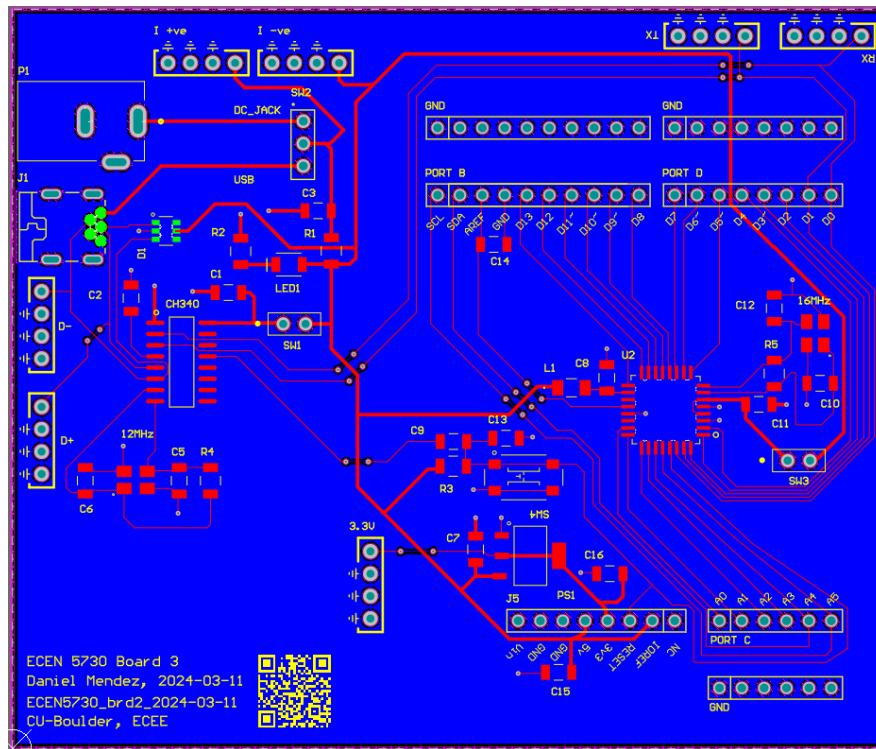 I +ve
I -ve
TX
RX
P1
SW2
DC_JACK
GND
GND
J1
USB
PORT B
PORT D
C3
SCL
SDA
AREF
GND
D13
D12
D11~
D10~
D9~
D8
D7
D6~
D5~
D4
D3~
D2
D1
D0
D1
R2
R1
C14
LED1
C1
C2
CH340
C12
16MHz
D-
SW1
U2
L1
C8
R5
C10
D+
C11
12MHz
C5
R4
C9
C13
R3
C6
SW3
SW4
3.3V
C7
C16
PS1
J5
Vin
GND
GND
5V
3v3
RESET
IOREF
NC
A0
A1
A2
A3
A4
A5
PORT C
C15
GND
ECEN 5730 Board 3
Daniel Mendez, 2024-03-11
ECEN5730_brd2_2024-03-11
CU-Boulder, ECEE